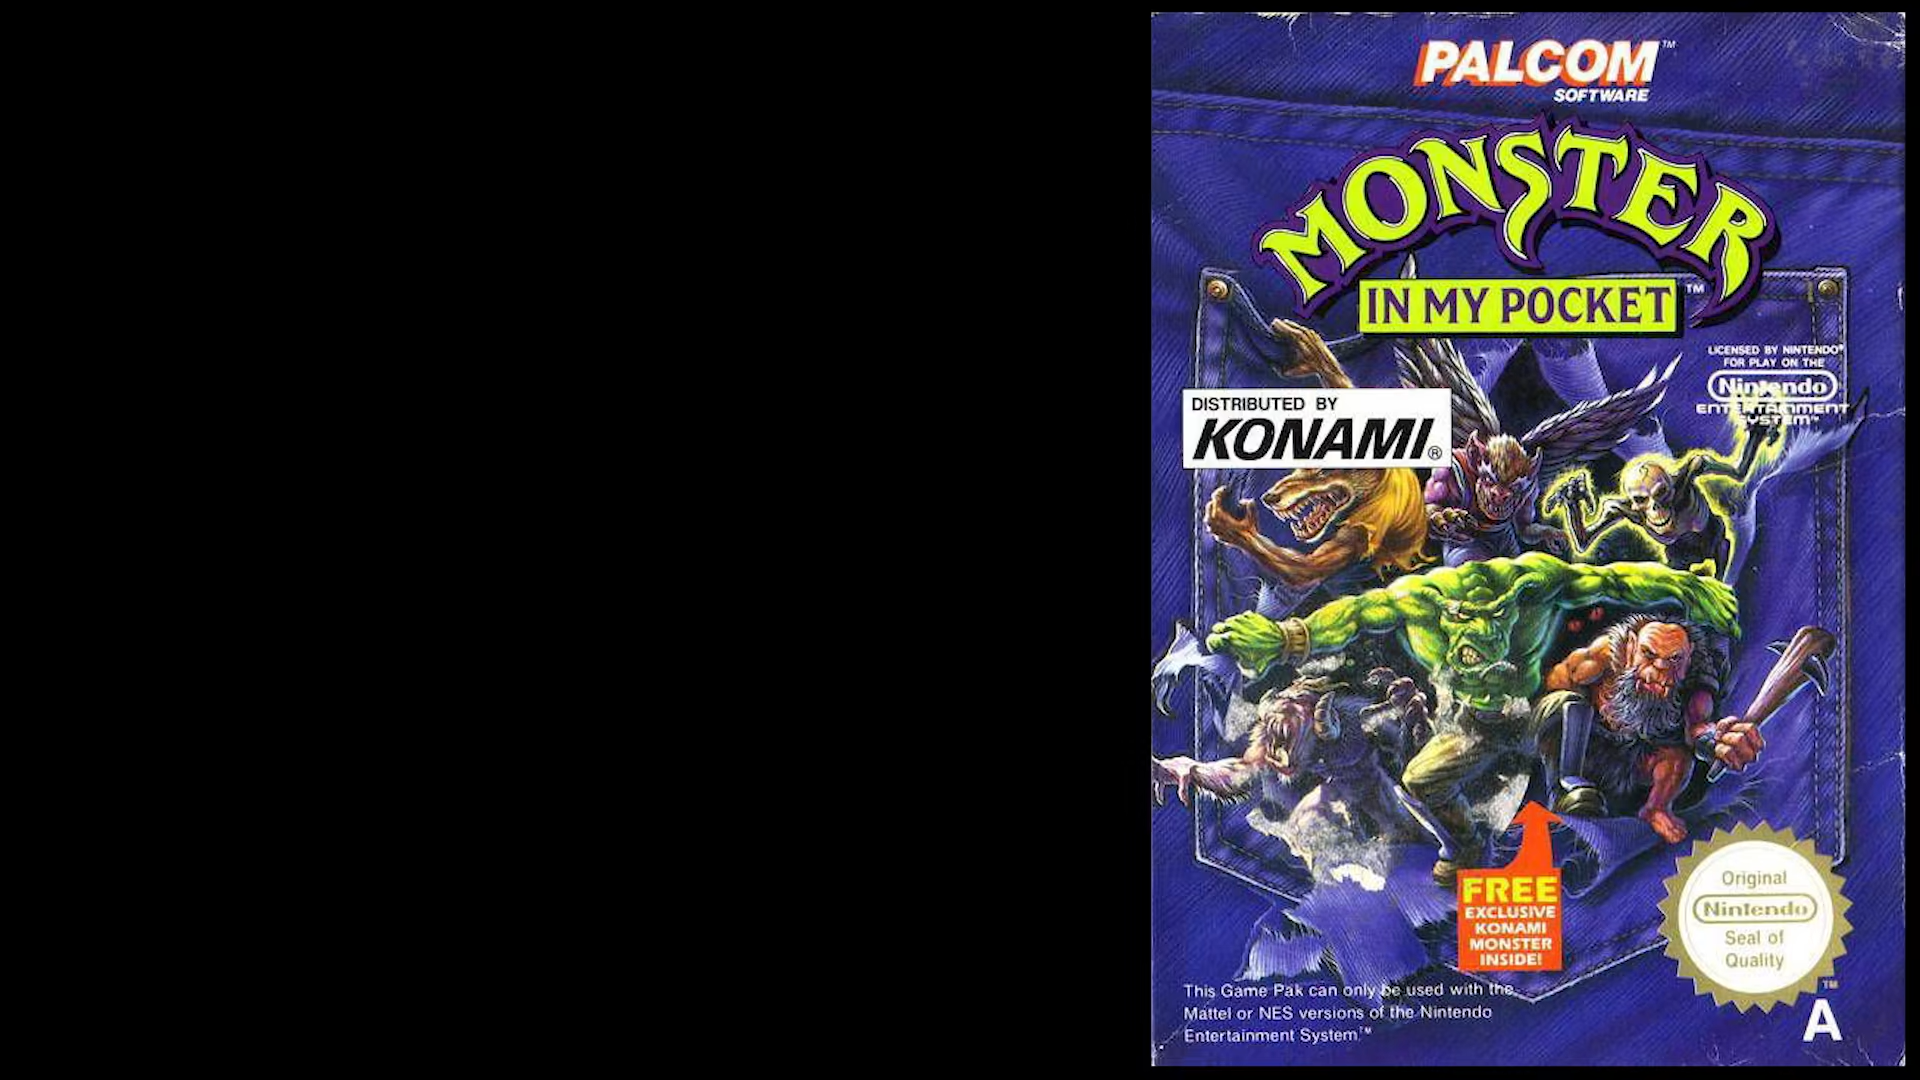 PALCOM™
SOFTWARE
MONSTER
IN MY POCKET™
LICENSED BY NINTENDO®
FOR PLAY ON THE
Nintendo
ENTERTAINMENT
SYSTEM™
DISTRIBUTED BY
KONAMI®
FREE
EXCLUSIVE
KONAMI
MONSTER
INSIDE!
Original
Nintendo
Seal of
Quality
™
This Game Pak can only be used with the
Mattel or NES versions of the Nintendo
Entertainment System™
A